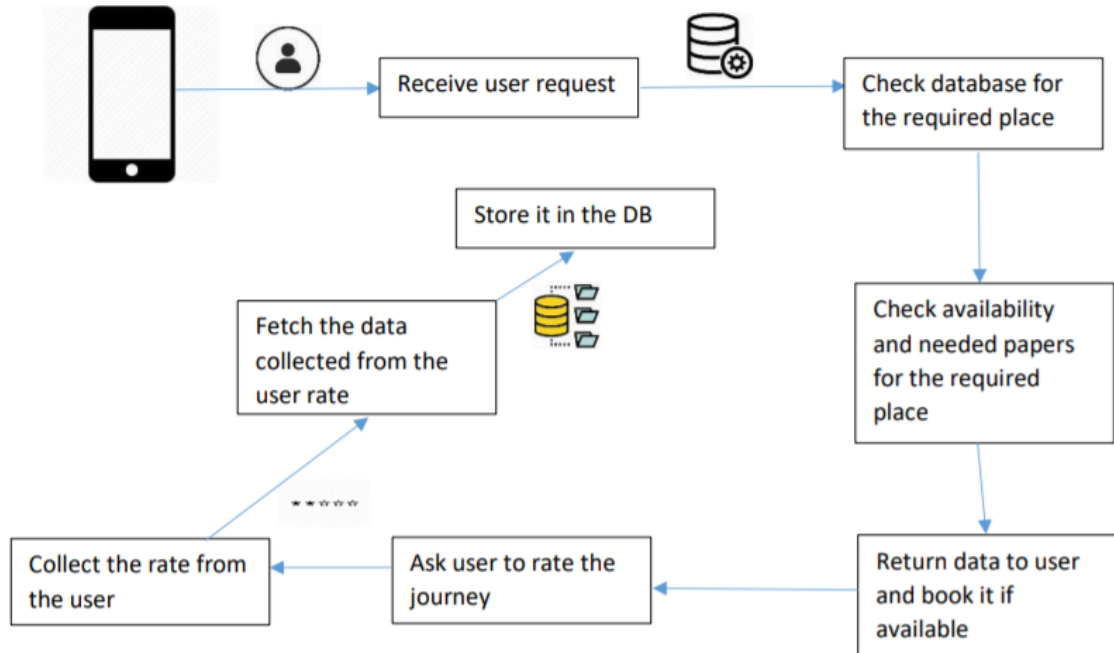 Receive user request
Check database for
the required place
Check availability
and needed papers
for the required
place
Return data to user
and book it if
available
Ask user to rate the
journey
Collect the rate from
the user
Fetch the data
collected from the
user rate
Store it in the DB